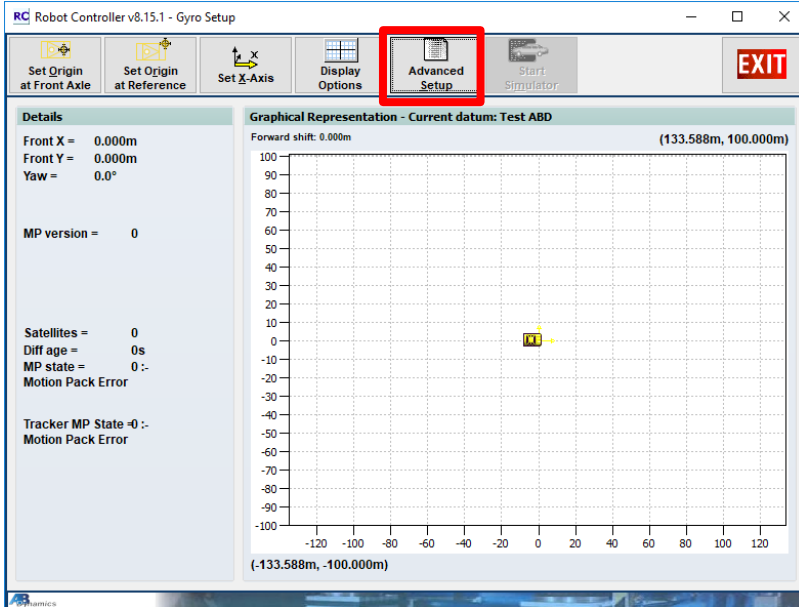 RC Robot Controller v8.15.1 - Gyro Setup
Set Origin
at Front Axle
Set Origin
at Reference
Set X-Axis
Display
Options
Advanced
Setup
Start
Simulator
EXIT
Details
Front X = 0.000m
Front Y = 0.000m
Yaw = 0.0°
MP version = 0
Satellites = 0
Diff age = 0s
MP state = 0 :-
Motion Pack Error
Tracker MP State =0 :-
Motion Pack Error
Graphical Representation - Current datum: Test ABD
Forward shift: 0.000m
(133.588m, 100.000m)
100
90
80
70
60
50
40
30
20
10
0
-10
-20
-30
-40
-50
-60
-70
-80
-90
-100
-120 -100 -80 -60 -40 -20 0 20 40 60 80 100 120
(-133.588m, -100.000m)
AB Dynamics